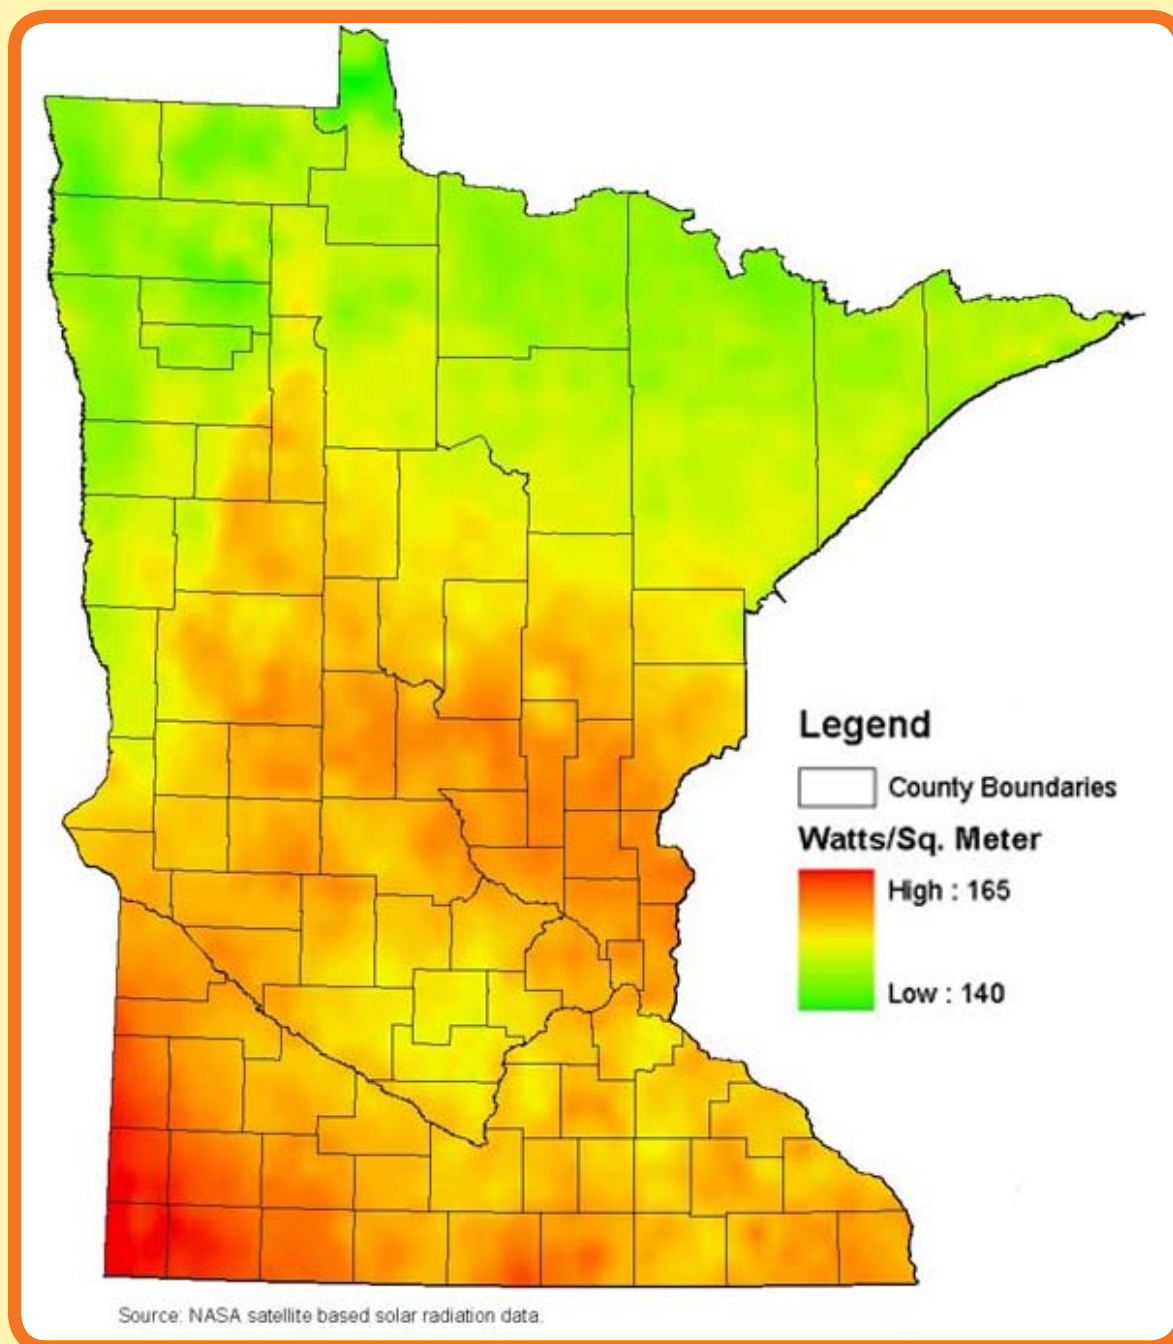 Legend
County Boundaries
Watts/Sq. Meter
High : 165
Low : 140
Source: NASA satellite based solar radiation data.